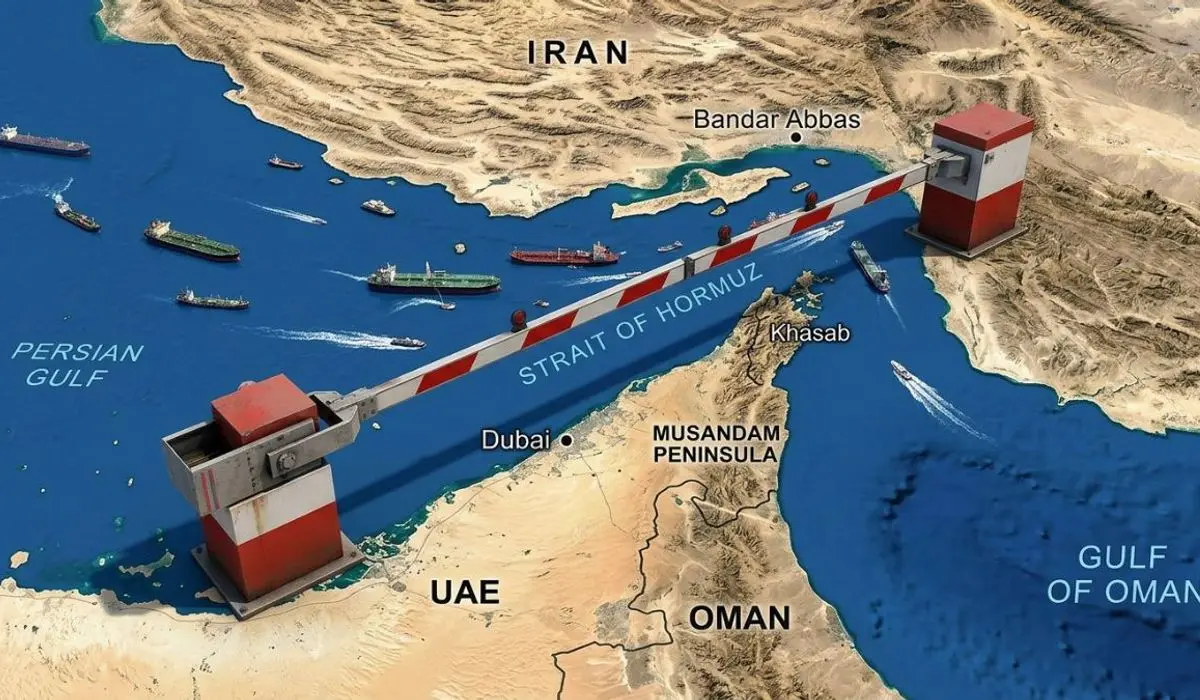 IRAN
Bandar Abbas
STRAIT OF HORMUZ
Khasab
PERSIAN
GULF
Dubai
MUSANDAM
PENINSULA
UAE
OMAN
GULF
OF OMAN